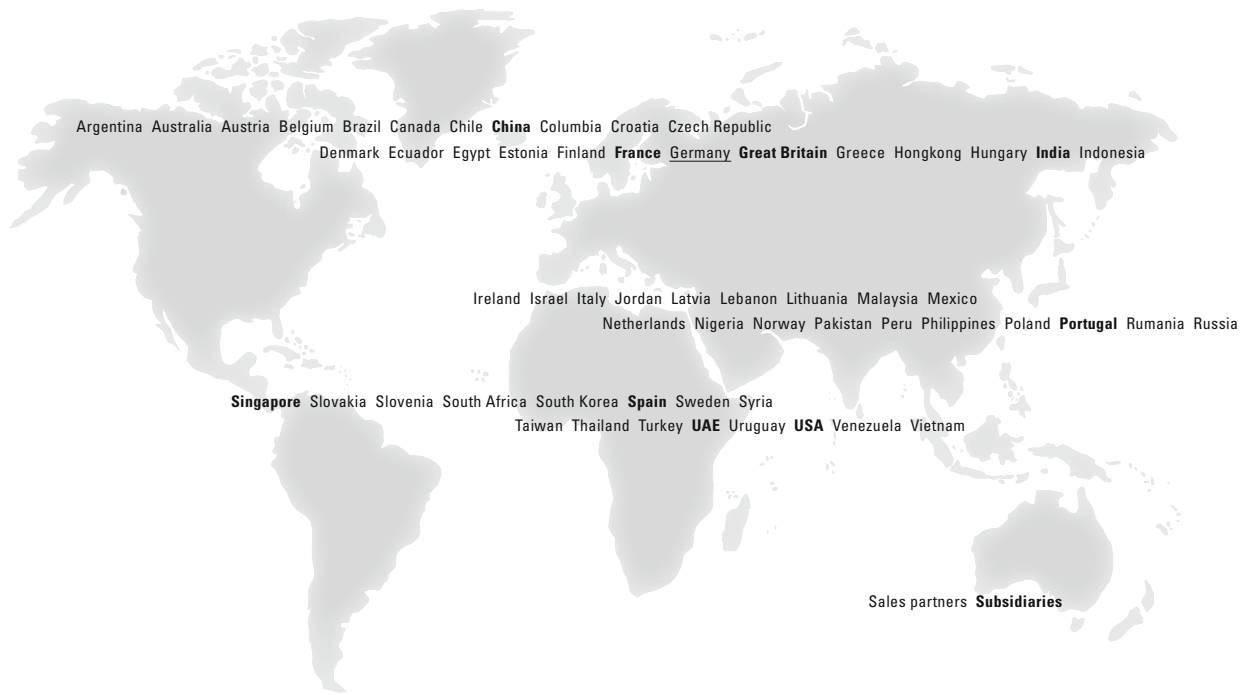 Argentina Australia Austria Belgium Brazil Canada Chile China Columbia Croatia Czech Republic
Denmark Ecuador Egypt Estonia Finland France Germany Great Britain Greece Hongkong Hungary India Indonesia
Ireland Israel Italy Jordan Latvia Lebanon Lithuania Malaysia Mexico
Netherlands Nigeria Norway Pakistan Peru Philippines Poland Portugal Rumania Russia
Singapore Slovakia Slovenia South Africa South Korea Spain Sweden Syria
Taiwan Thailand Turkey UAE Uruguay USA Venezuela Vietnam
Sales partners Subsidiaries